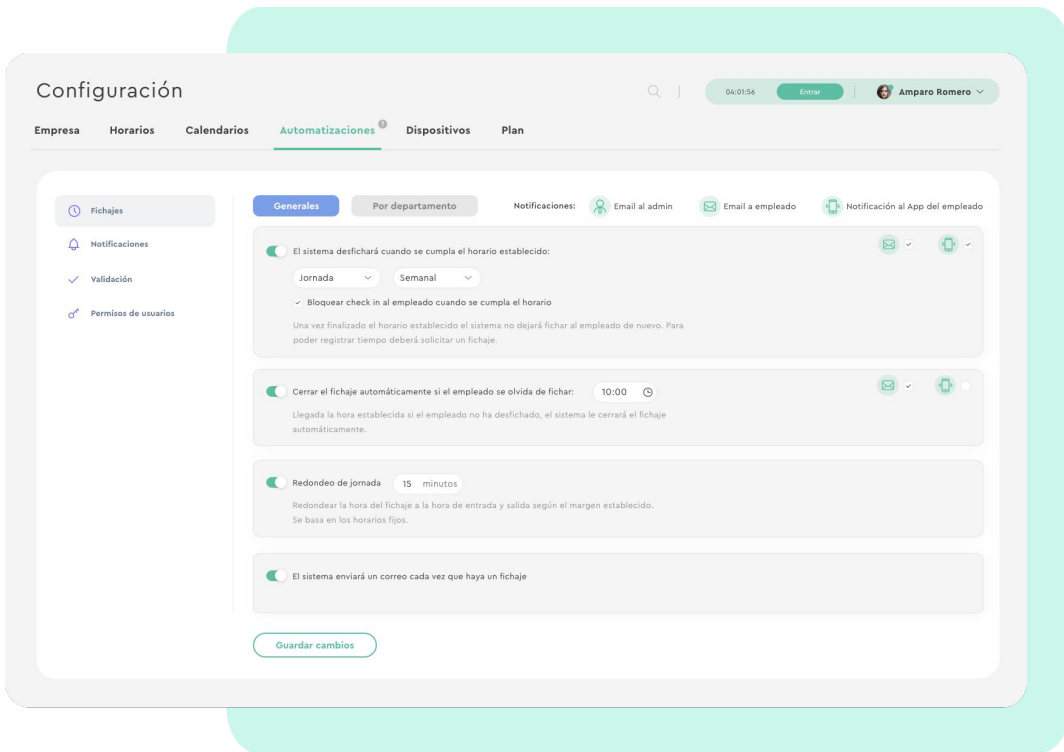 Configuración
04:01:56
Entrar
Amparo Romero
Empresa
Horarios
Calendarios
Automatizaciones
?
Dispositivos
Plan
Fichajes
Notificaciones
Validación
Permisos de usuarios
Generales
Por departamento
Notificaciones:
Email al admin
Email a empleado
Notificación al App del empleado
El sistema desfichará cuando se cumpla el horario establecido:
Jornada
Semanal
Bloquear check in al empleado cuando se cumpla el horario
Una vez finalizado el horario establecido el sistema no dejará fichar al empleado de nuevo. Para
poder registrar tiempo deberá solicitar un fichaje.
Cerrar el fichaje automáticamente si el empleado se olvida de fichar:
10:00
Llegada la hora establecida si el empleado no ha desfichado, el sistema le cerrará el fichaje
automáticamente.
Redondeo de jornada
15 minutos
Redondear la hora del fichaje a la hora de entrada y salida según el margen establecido.
Se basa en los horarios fijos.
El sistema enviará un correo cada vez que haya un fichaje
Guardar cambios